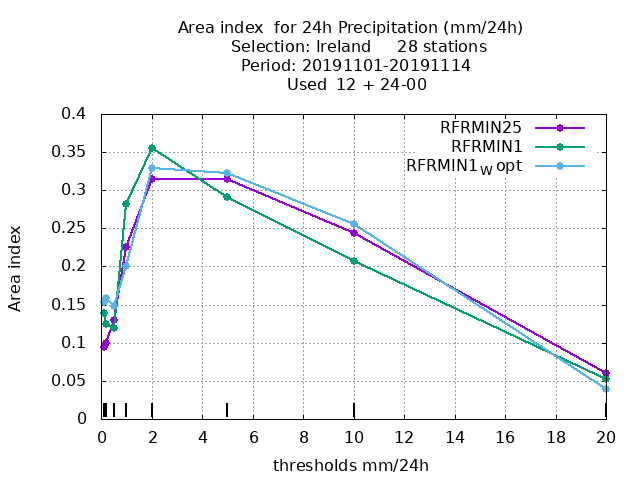 Area index  for 24h Precipitation (mm/24h)
Selection: Ireland     28 stations
Period: 20191101-20191114
Used  12 + 24-00
RFRMIN25
RFRMIN1
RFRMIN1W opt
Area index
0.4
0.35
0.3
0.25
0.2
0.15
0.1
0.05
0
0 2 4 6 8 10 12 14 16 18 20
thresholds mm/24h